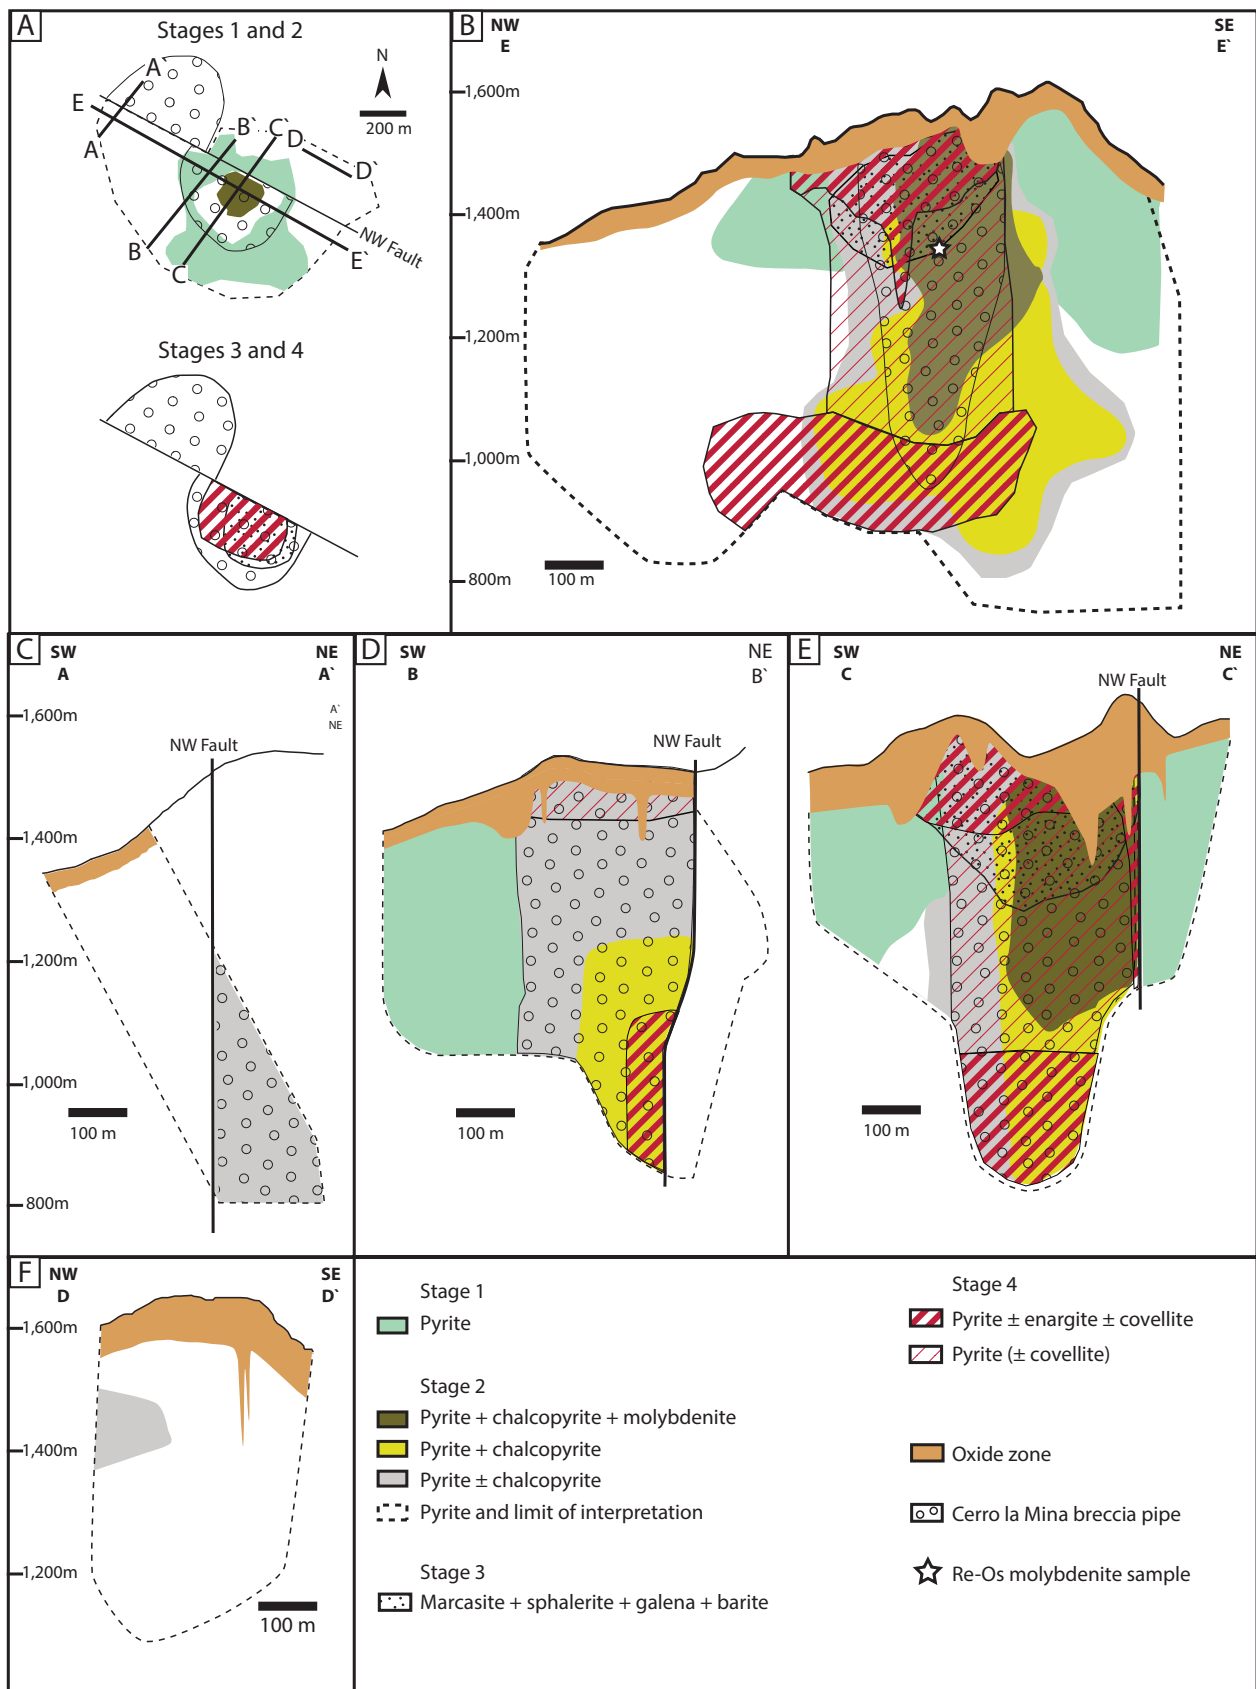 A
Stages 1 and 2
N
200 m
A`
E
A
B`
C`
D
D`
B
C
E`
NW Fault
Stages 3 and 4
B
NW
E
SE
E`
1,600m
1,400m
1,200m
1,000m
800m
100 m
C
SW
A
NE
A`
A`
NE
1,600m
NW Fault
1,400m
1,200m
1,000m
100 m
800m
D
SW
B
NE
B`
NW Fault
100 m
E
SW
C
NE
C`
NW Fault
100 m
F
NW
D
SE
D`
1,600m
1,400m
1,200m
100 m
Stage 1
Pyrite
Stage 2
Pyrite + chalcopyrite + molybdenite
Pyrite + chalcopyrite
Pyrite ± chalcopyrite
Pyrite and limit of interpretation
Stage 3
Marcasite + sphalerite + galena + barite
Stage 4
Pyrite ± enargite ± covellite
Pyrite (± covellite)
Oxide zone
Cerro la Mina breccia pipe
Re-Os molybdenite sample